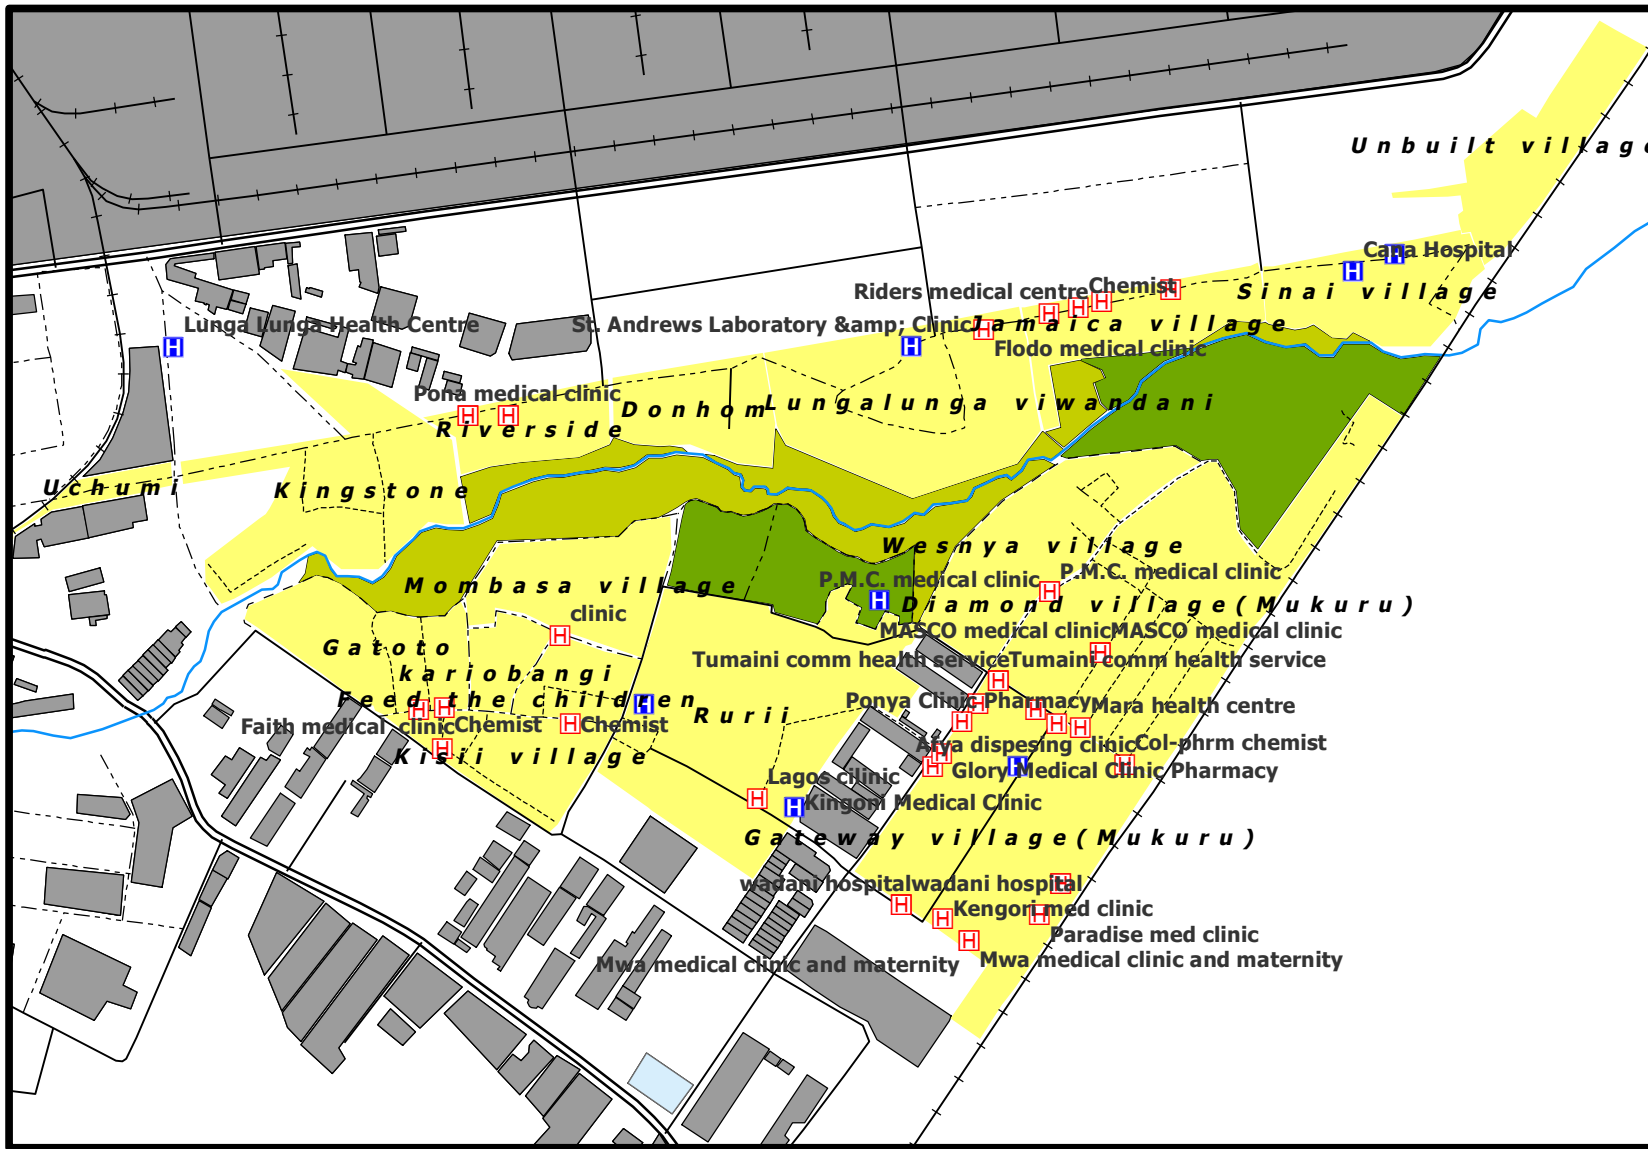 Unbuilt village
Cana Hospital
Riders medical centre
Chemist
Sinai village
Lunga Lunga Health Centre
St. Andrews Laboratory &amp; Clinic
Jamaica village
Flodo medical clinic
Pona medical clinic
Donhom
Lungalunga viwandani
Riverside
Uchumi
Kingstone
Wesnya village
Mombasa village
P.M.C. medical clinic
P.M.C. medical clinic
clinic
Diamond village(Mukuru)
MASCO medical clinic
MASCO medical clinic
Gatoto
Tumaini comm health service
Tumaini comm health service
kariobangi
Feed the children
Ponya Clinic
Pharmacy
Mara health centre
Rurii
Faith medical clinic
Chemist
Chemist
Afya dispesing clinic
Col-phrm chemist
Kisii village
Lagos cilinic
Glory Medical Clinic
Pharmacy
Kingoni Medical Clinic
Gateway village(Mukuru)
wadani hospital
wadani hospital
Kengori med clinic
Paradise med clinic
Mwa medical clinic and maternity
Mwa medical clinic and maternity